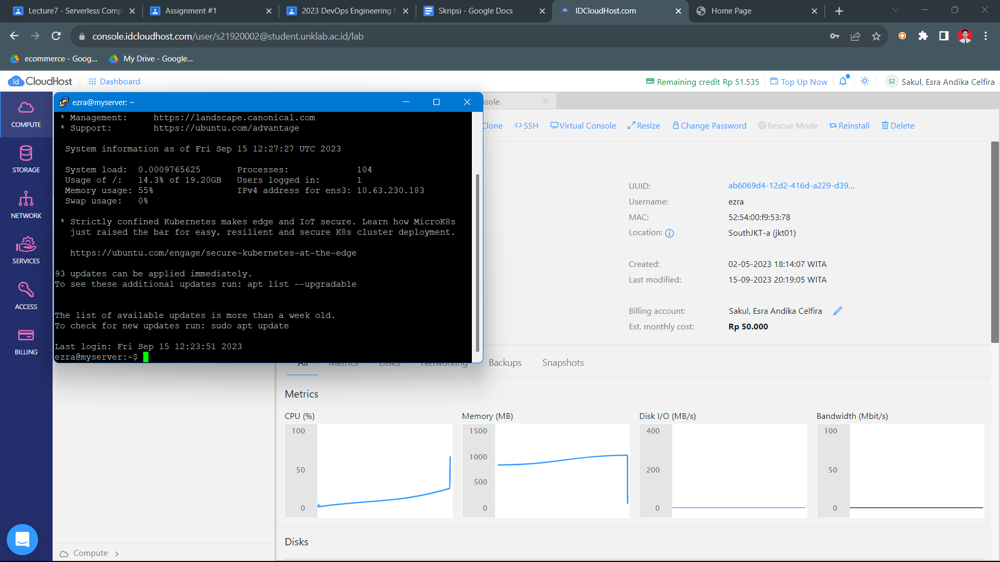 Lecture7 - Serverless Comp
Assignment #1
2023 DevOps Engineering P
Skripsi - Google Docs
IDCloudHost.com
Home Page
console.idcloudhost.com/user/s21920002@student.unklab.ac.id/lab
ecommerce - Goog...
My Drive - Google...
Id CloudHost
Dashboard
Remaining credit Rp 51.535
Top Up Now
S2
Sakul, Esra Andika Celfira
COMPUTE
STORAGE
NETWORK
SERVICES
ACCESS
BILLING
ezra@myserver: ~
* Management: https://landscape.canonical.com
* Support: https://ubuntu.com/advantage
System information as of Fri Sep 15 12:27:27 UTC 2023
System load: 0.0009765625 Processes: 104
Usage of /: 14.3% of 19.20GB Users logged in: 1
Memory usage: 55% IPv4 address for ens3: 10.63.230.183
Swap usage: 0%
* Strictly confined Kubernetes makes edge and IoT secure. Learn how MicroK8s
just raised the bar for easy, resilient and secure K8s cluster deployment.
https://ubuntu.com/engage/secure-kubernetes-at-the-edge
93 updates can be applied immediately.
To see these additional updates run: apt list --upgradable
The list of available updates is more than a week old.
To check for new updates run: sudo apt update
Last login: Fri Sep 15 12:23:51 2023
ezra@myserver:~$
sole
Clone
SSH
Virtual Console
Resize
Change Password
Rescue Mode
Reinstall
Delete
UUID: ab6069d4-12d2-416d-a229-d39...
Username: ezra
MAC: 52:54:00:f9:53:78
Location: SouthJKT-a (jkt01)
Created: 02-05-2023 18:14:07 WITA
Last modified: 15-09-2023 20:19:05 WITA
Billing account: Sakul, Esra Andika Celfira
Est. monthly cost: Rp 50.000
All
Metrics
Disks
Networking
Backups
Snapshots
Metrics
CPU (%)
100
50
0
Memory (MB)
1500
1000
500
0
Disk I/O (MB/s)
400
200
0
Bandwidth (Mbit/s)
100
50
0
Disks
Compute